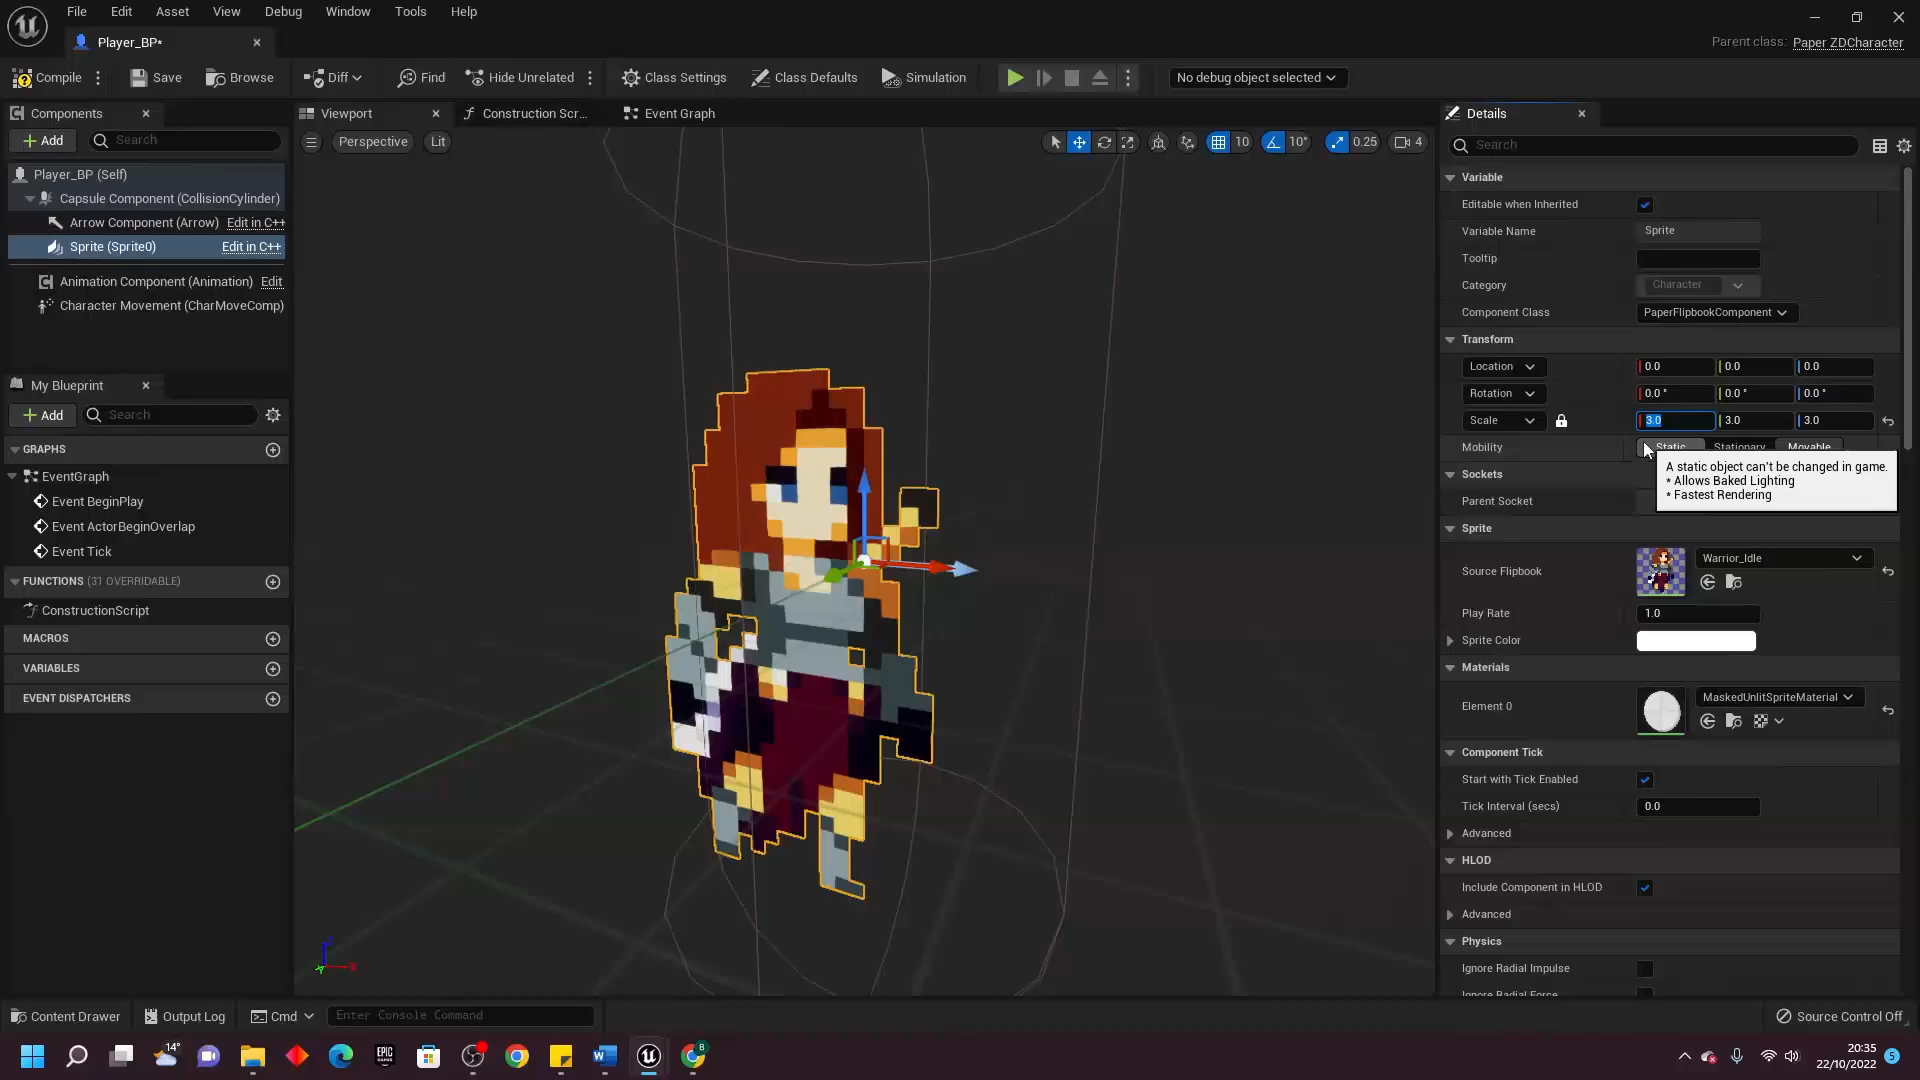 File Edit Asset View Debug Window Tools Help
Player_BP*
Parent class: Paper ZDCharacter
Compile Save Browse Diff Find Hide Unrelated Class Settings Class Defaults Simulation No debug object selected
Components
Add Search
Player_BP (Self)
Capsule Component (CollisionCylinder)
Arrow Component (Arrow) Edit in C++
Sprite (Sprite0) Edit in C++
Animation Component (Animation) Edit
Character Movement (CharMoveComp)
My Blueprint
Add Search
GRAPHS
EventGraph
Event BeginPlay
Event ActorBeginOverlap
Event Tick
FUNCTIONS (31 OVERRIDABLE)
ConstructionScript
MACROS
VARIABLES
EVENT DISPATCHERS
Viewport Construction Scr... Event Graph
Perspective Lit 10 10° 0.25 4
Details
Search
Variable
Editable when Inherited
Variable Name Sprite
Tooltip
Category Character
Component Class PaperFlipbookComponent
Transform
Location 0.0 0.0 0.0
Rotation 0.0 ° 0.0 ° 0.0 °
Scale 3.0 3.0 3.0
Mobility Static Stationary Movable
A static object can't be changed in game.
* Allows Baked Lighting
* Fastest Rendering
Sockets
Parent Socket
Sprite
Source Flipbook Warrior_Idle
Play Rate 1.0
Sprite Color
Materials
Element 0 MaskedUnlitSpriteMaterial
Component Tick
Start with Tick Enabled
Tick Interval (secs) 0.0
Advanced
HLOD
Include Component in HLOD
Advanced
Physics
Ignore Radial Impulse
Ignore Radial Force
Content Drawer Output Log Cmd Enter Console Command Source Control Off
14° EPIC GAMES B
20:35
22/10/2022 5